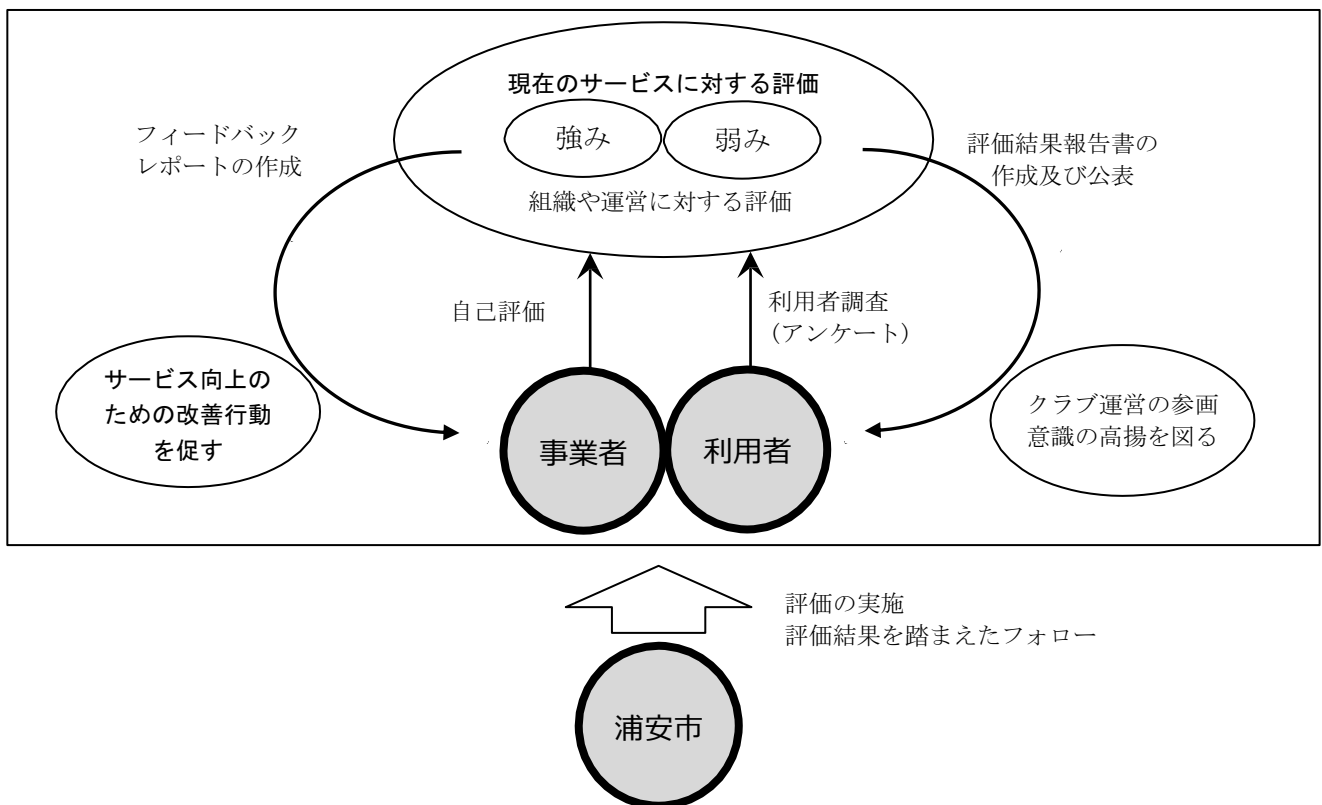 現在のサービスに対する評価
強み
弱み
組織や運営に対する評価
フィードバック
レポートの作成
評価結果報告書の
作成及び公表
自己評価
利用者調査
(アンケート)
サービス向上の
ための改善行動
を促す
事業者
利用者
クラブ運営の参画
意識の高揚を図る
評価の実施
評価結果を踏まえたフォロー
浦安市